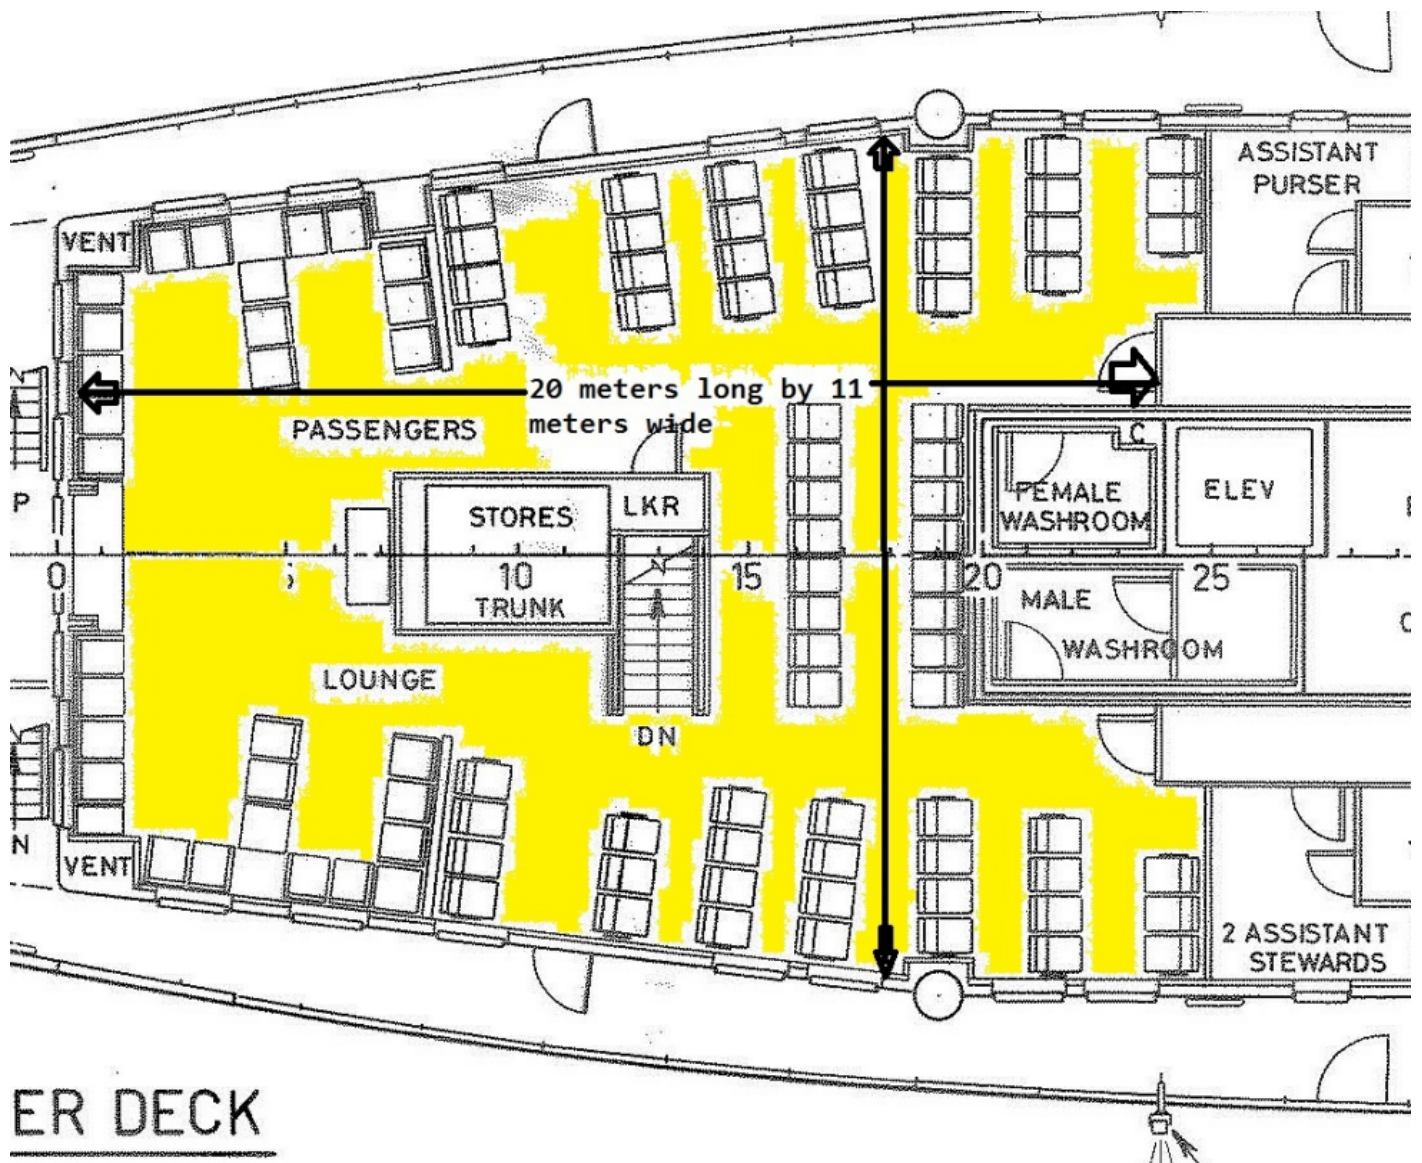 ASSISTANT
PURSER
VENT
20 meters long by 11
meters wide
PASSENGERS
C
FEMALE
WASHROOM
ELEV
STORES
LKR
P
0
10
15
20
25
TRUNK
MALE
WASHROOM
LOUNGE
DN
N
VENT
2 ASSISTANT
STEWARDS
ER DECK